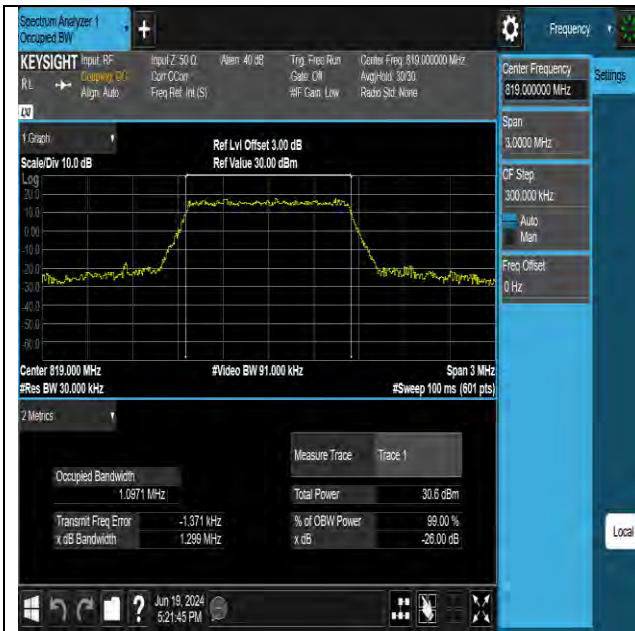 Spectrum Analyzer 1
Occupied BW
Frequency
KEYSIGHT Input: RF Input Z: 50 Ω Atten: 40 dB Trig: Free Run Center Freq: 819.000000 MHz
RL Coupling: DC Corr CCorr Gate: Off Avg|Hold: 30/30
Align: Auto Freq Ref: Int (S) #IF Gain: Low Radio Std: None
LXI
Center Frequency
819.000000 MHz
Settings
Span
3.0000 MHz
CF Step
300.000 kHz
Auto
Man
Freq Offset
0 Hz
1 Graph
Ref Lvl Offset 3.00 dB
Scale/Div 10.0 dB Ref Value 30.00 dBm
Log
20.0
10.0
0.00
-10.0
-20.0
-30.0
-40.0
-50.0
-60.0
Center 819.000 MHz #Video BW 91.000 kHz Span 3 MHz
#Res BW 30.000 kHz #Sweep 100 ms (601 pts)
2 Metrics
Measure Trace Trace 1
Occupied Bandwidth
1.0971 MHz
Total Power 30.6 dBm
Transmit Freq Error -1.371 kHz % of OBW Power 99.00 %
x dB Bandwidth 1.299 MHz x dB -26.00 dB
Local
?
Jun 19, 2024
5:21:45 PM